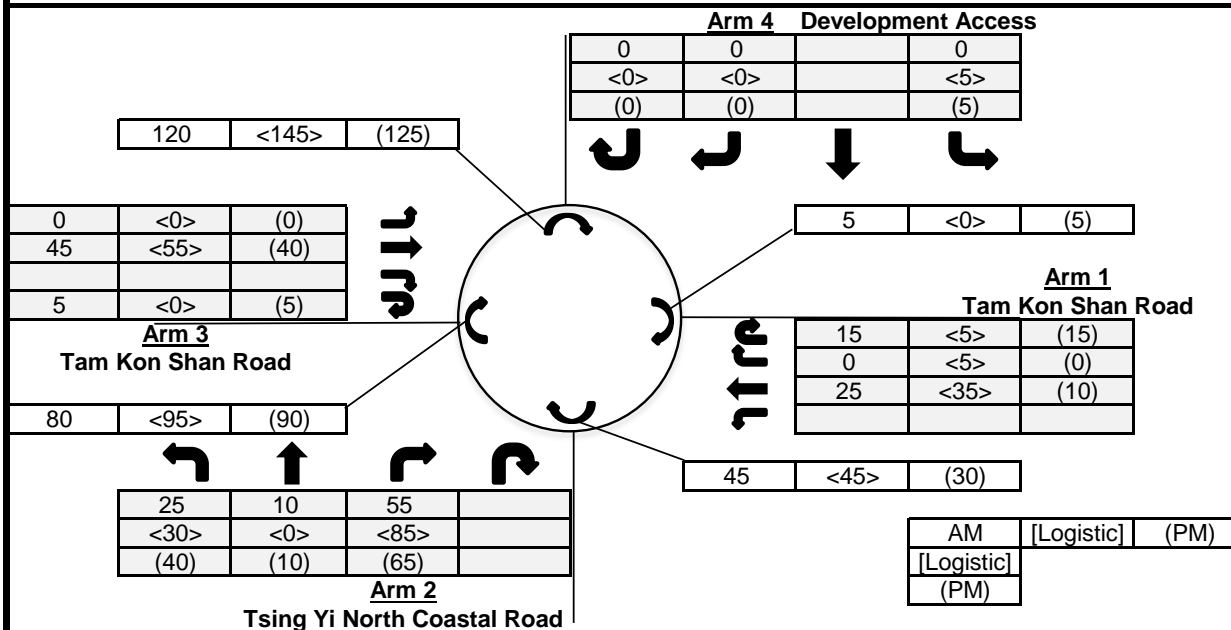 Arm 4 Development Access
0 0 0
<0> <0> <5>
(0) (0) (5)
120 <145> (125)
0 <0> (0)
45 <55> (40)
5 <0> (5)
Arm 3
Tam Kon Shan Road
5 <0> (5)
Arm 1
Tam Kon Shan Road
15 <5> (15)
0 <5> (0)
25 <35> (10)
80 <95> (90)
45 <45> (30)
25 10 55
<30> <0> <85>
(40) (10) (65)
Arm 2
Tsing Yi North Coastal Road
AM [Logistic] (PM)
[Logistic]
(PM)